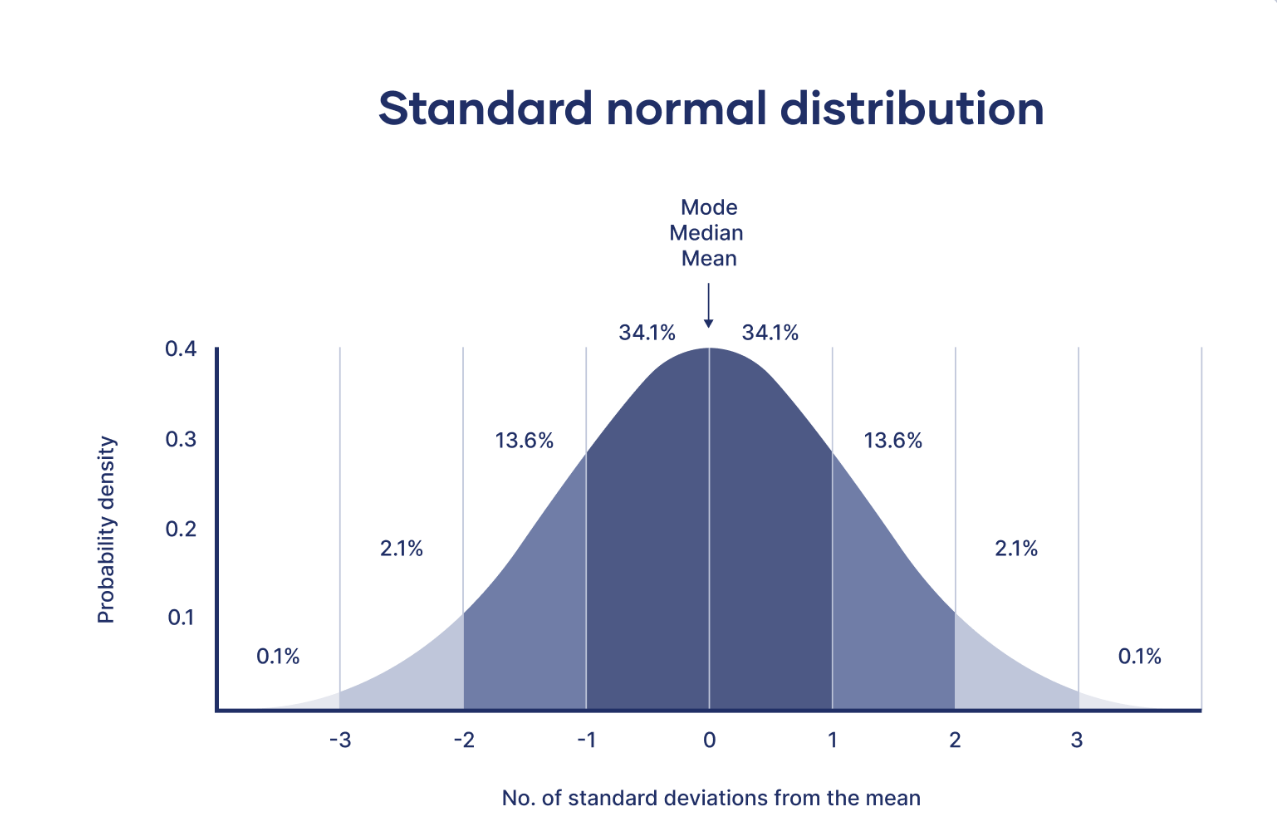 Standard normal distribution
Mode
Median
Mean
34.1% 34.1%
0.4
13.6% 13.6%
0.3
Probability density
0.2
2.1% 2.1%
0.1
0.1% 0.1%
-3 -2 -1 0 1 2 3
No. of standard deviations from the mean